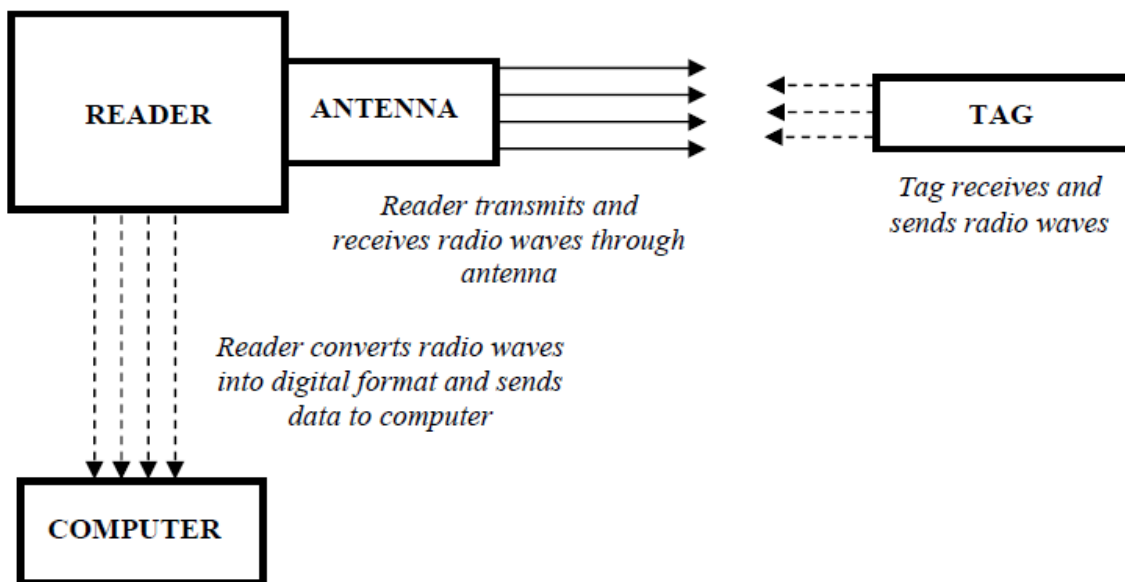 READER
ANTENNA
TAG
Reader transmits and
receives radio waves through
antenna
Tag receives and
sends radio waves
Reader converts radio waves
into digital format and sends
data to computer
COMPUTER